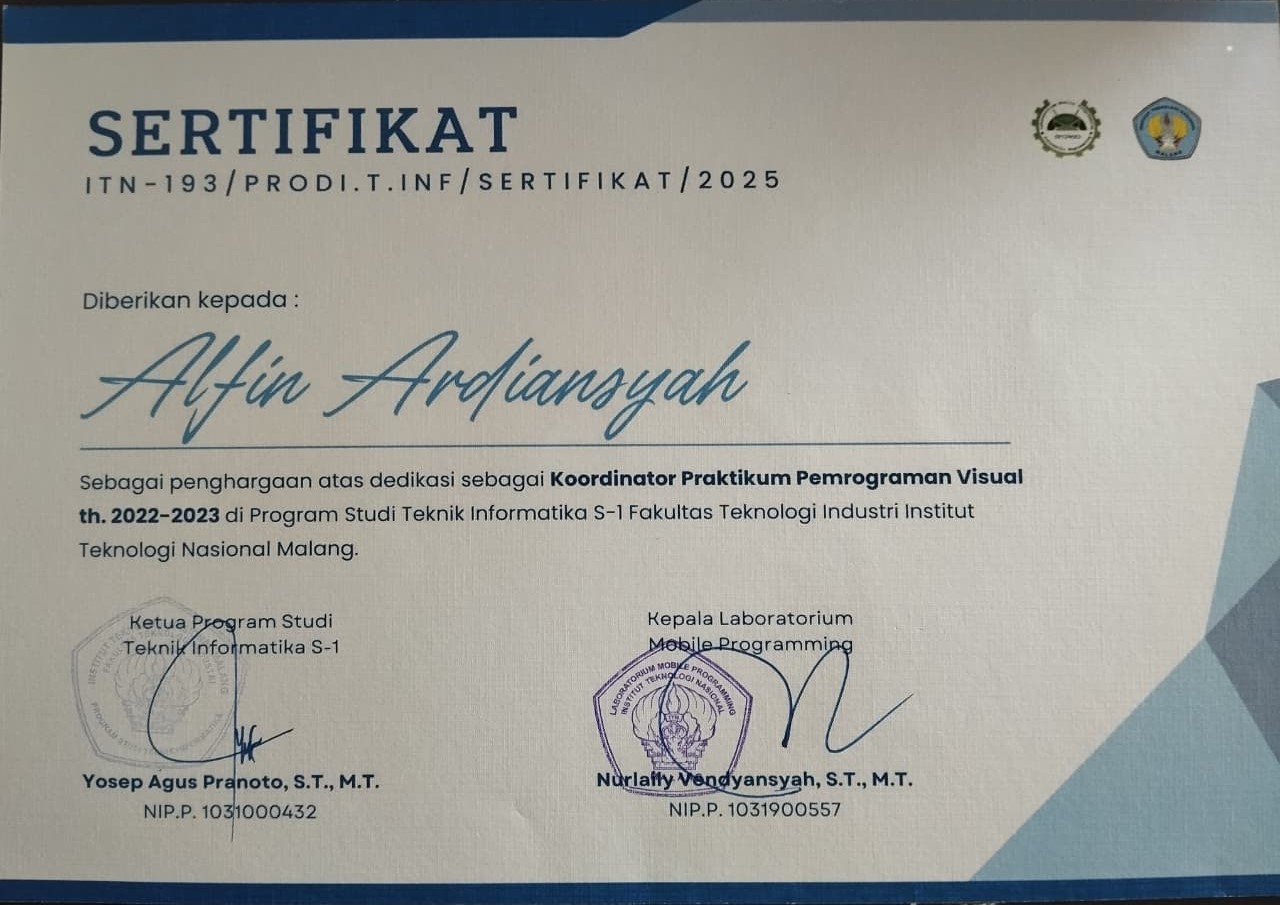 SERTIFIKAT
ITN-193/PRODI.T.INF/SERTIFIKAT/2025
Diberikan kepada :
Alfin Ardiansyah
Sebagai penghargaan atas dedikasi sebagai Koordinator Praktikum Pemrograman Visual
th. 2022-2023 di Program Studi Teknik Informatika S-1 Fakultas Teknologi Industri Institut
Teknologi Nasional Malang.
Ketua Program Studi
Teknik Informatika S-1
Yosep Agus Pranoto, S.T., M.T.
NIP.P. 1031000432
Kepala Laboratorium
Mobile Programming
LABORATORIUM MOBILE PROGRAMMING
INSTITUT TEKNOLOGI NASIONAL
Nurlaily Vendyansyah, S.T., M.T.
NIP.P. 1031900557